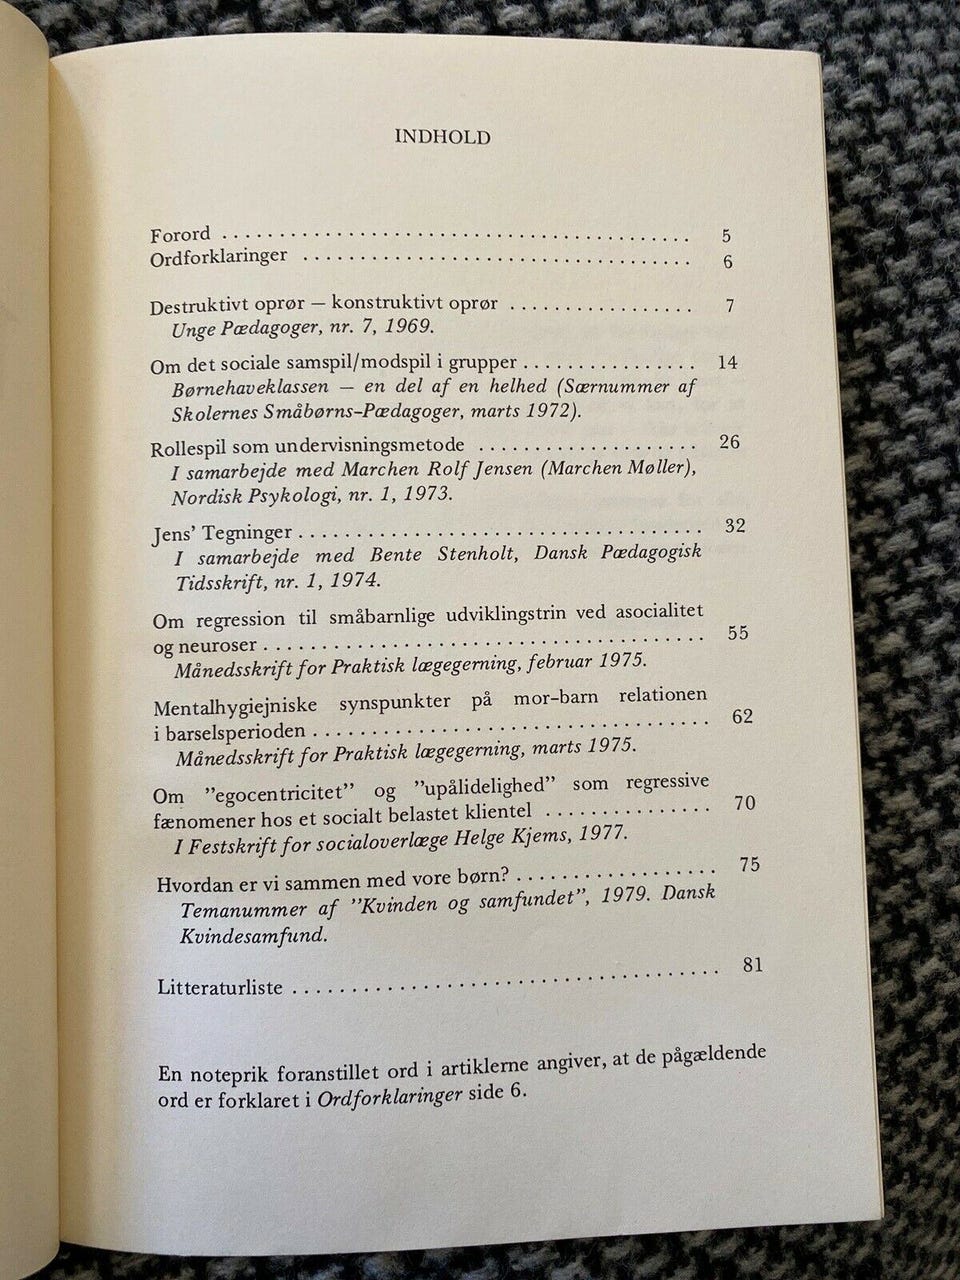 INDHOLD
Forord ........................................ 5
Ordforklaringer ................................. 6
Destruktivt oprør — konstruktivt oprør ................ 7
Unge Pædagoger, nr. 7, 1969.
Om det sociale samspil/modspil i grupper ............... 14
Børnehaveklassen — en del af en helhed (Særnummer af
Skolernes Småbørns-Pædagoger, marts 1972).
Rollespil som undervisningsmetode ................... 26
I samarbejde med Marchen Rolf Jensen (Marchen Møller),
Nordisk Psykologi, nr. 1, 1973.
Jens’ Tegninger ................................... 32
I samarbejde med Bente Stenholt, Dansk Pædagogisk
Tidsskrift, nr. 1, 1974.
Om regression til småbarnlige udviklingstrin ved asocialitet
og neuroser ...................................... 55
Månedsskrift for Praktisk lægegerning, februar 1975.
Mentalhygiejniske synspunkter på mor-barn relationen
i barselsperioden .................................. 62
Månedsskrift for Praktisk lægegerning, marts 1975.
Om ”egocentricitet” og ”upålidelighed” som regressive
fænomener hos et socialt belastet klientel .............. 70
I Festskrift for socialoverlæge Helge Kjems, 1977.
Hvordan er vi sammen med vore børn? ................. 75
Temanummer af ”Kvinden og samfundet”, 1979. Dansk
Kvindesamfund.
Litteraturliste .................................... 81
En noteprik foranstillet ord i artiklerne angiver, at de pågældende
ord er forklaret i Ordforklaringer side 6.